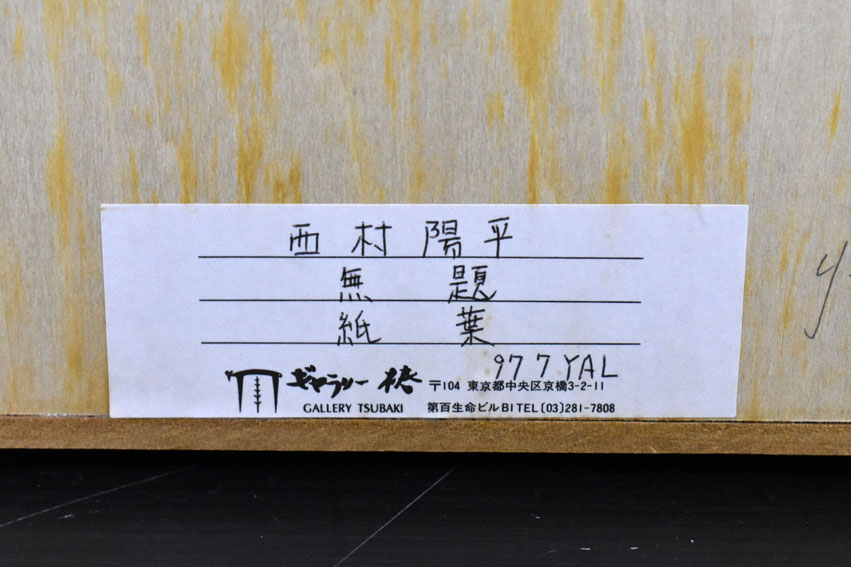 西村陽平
無題
紙葉
977YAL
ギャラリー椿 〒104 東京都中央区京橋3-2-11
GALLERY TSUBAKI 第百生命ビルB1 TEL(03)281-7808